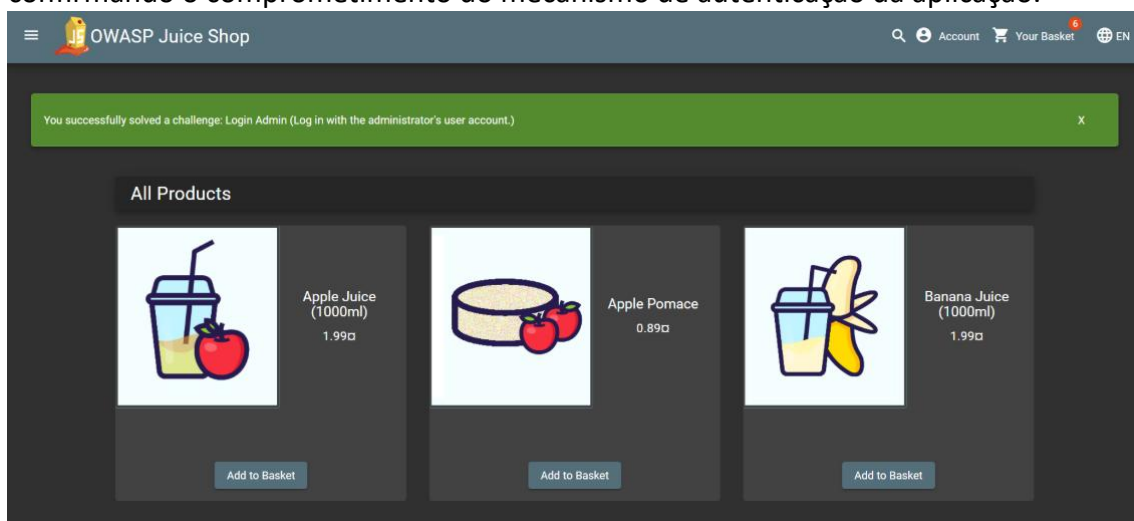 confirmando o comprometimento do mecanismo de autenticação da aplicação.
OWASP Juice Shop
Account
Your Basket
6
EN
You successfully solved a challenge: Login Admin (Log in with the administrator's user account.)
X
All Products
Apple Juice
(1000ml)
1.99¤
Apple Pomace
0.89¤
Banana Juice
(1000ml)
1.99¤
Add to Basket
Add to Basket
Add to Basket